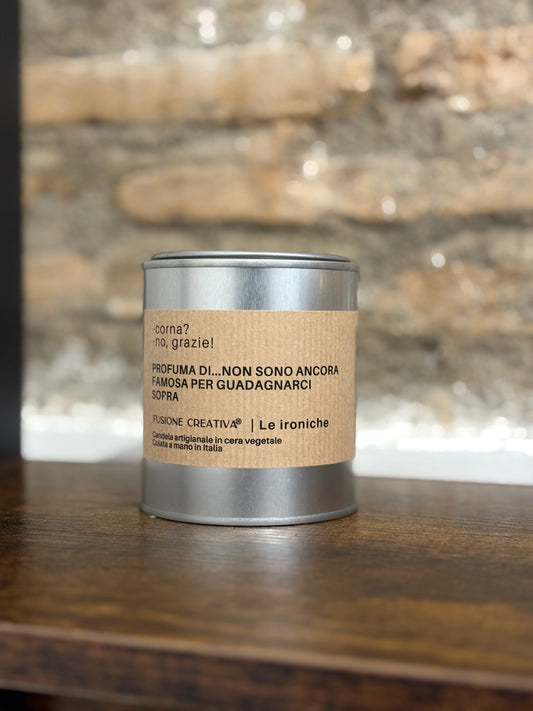 -corna?
-no, grazie!
PROFUMA DI...NON SONO ANCORA
FAMOSA PER GUADAGNARCI
SOPRA
FUSIONE CREATIVA® | Le ironiche
Candela artigianale in cera vegetale
Colata a mano in Italia